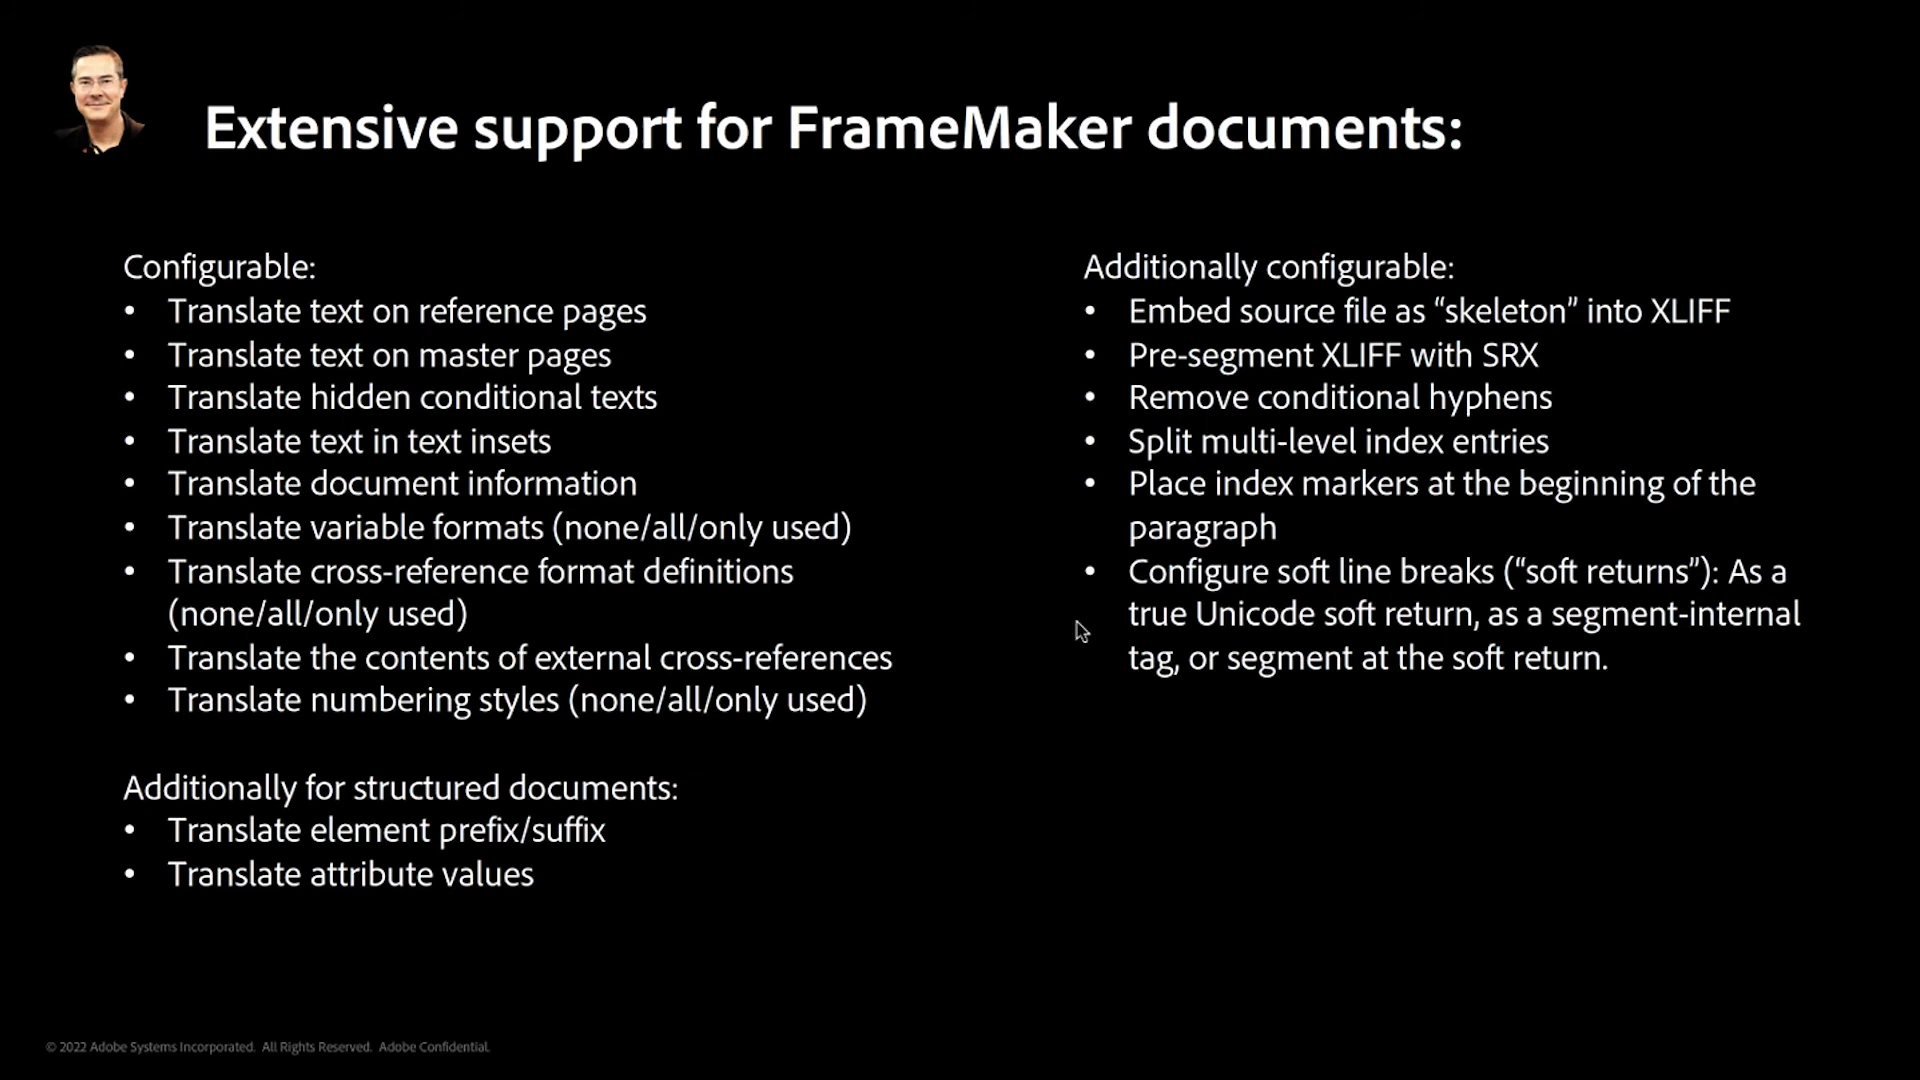 Extensive support for FrameMaker documents:
Configurable:
• Translate text on reference pages
• Translate text on master pages
• Translate hidden conditional texts
• Translate text in text insets
• Translate document information
• Translate variable formats (none/all/only used)
• Translate cross-reference format definitions
(none/all/only used)
• Translate the contents of external cross-references
• Translate numbering styles (none/all/only used)
Additionally for structured documents:
• Translate element prefix/suffix
• Translate attribute values
Additionally configurable:
• Embed source file as “skeleton” into XLIFF
• Pre-segment XLIFF with SRX
• Remove conditional hyphens
• Split multi-level index entries
• Place index markers at the beginning of the
paragraph
• Configure soft line breaks (“soft returns”): As a
true Unicode soft return, as a segment-internal
tag, or segment at the soft return.
© 2022 Adobe Systems Incorporated. All Rights Reserved. Adobe Confidential.